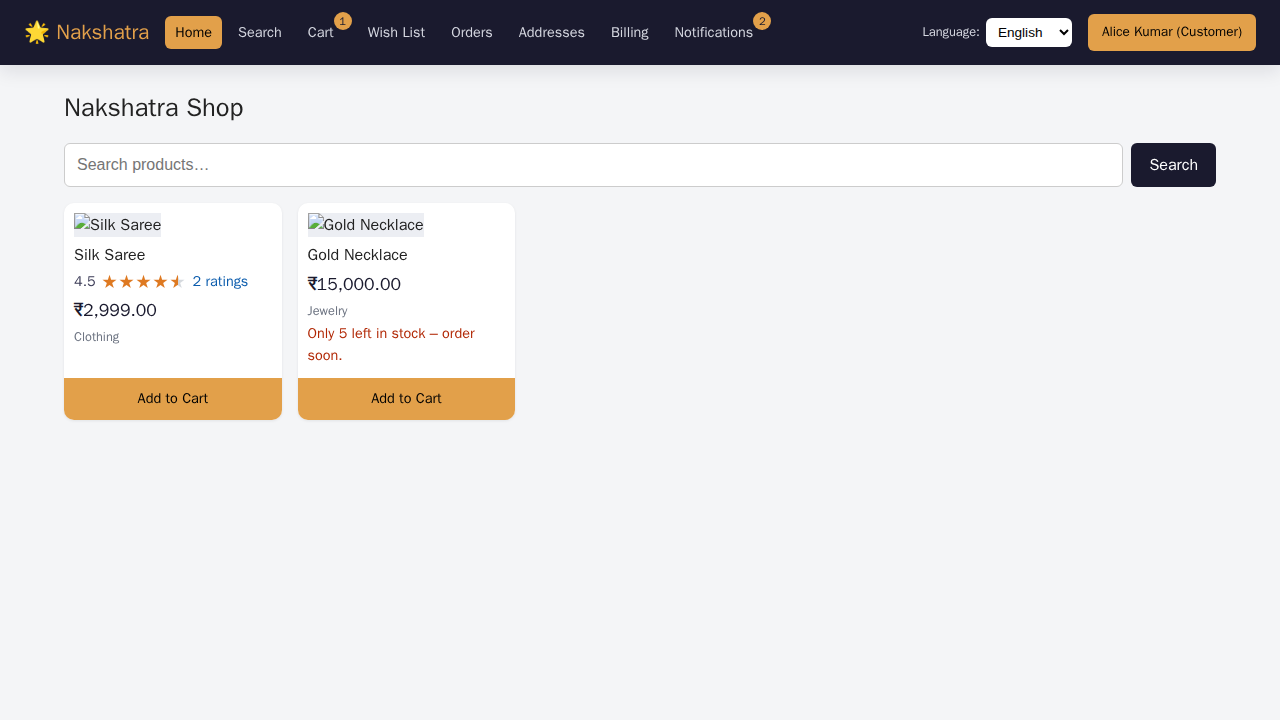 🌟 Nakshatra
Home
Search
Cart
1
Wish List
Orders
Addresses
Billing
Notifications
2
Language:
English
Alice Kumar (Customer)
Nakshatra Shop
Search products…
Search
Silk Saree
Silk Saree
4.5 ★★★★★ 2 ratings
₹2,999.00
Clothing
Add to Cart
Gold Necklace
Gold Necklace
₹15,000.00
Jewelry
Only 5 left in stock – order
soon.
Add to Cart